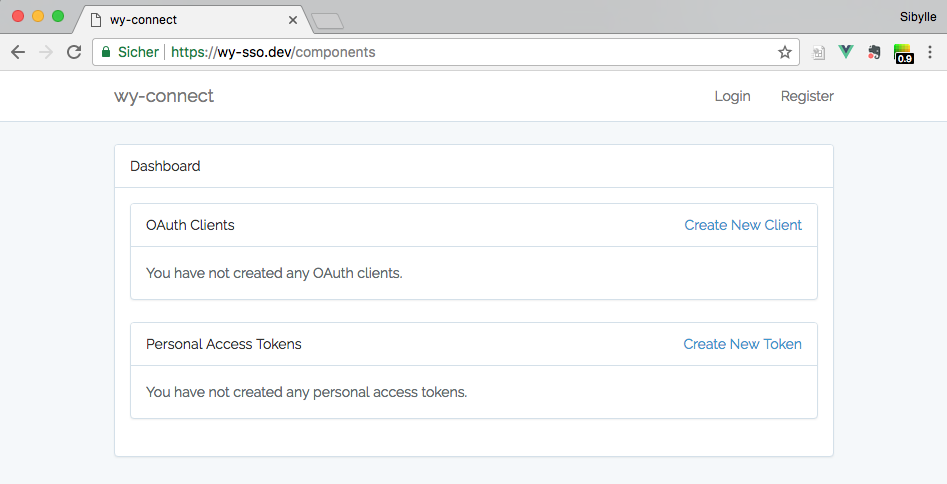 wy-connect
Sibylle
Sicher https://wy-sso.dev/components
0.9
wy-connect Login Register
Dashboard
OAuth Clients Create New Client
You have not created any OAuth clients.
Personal Access Tokens Create New Token
You have not created any personal access tokens.